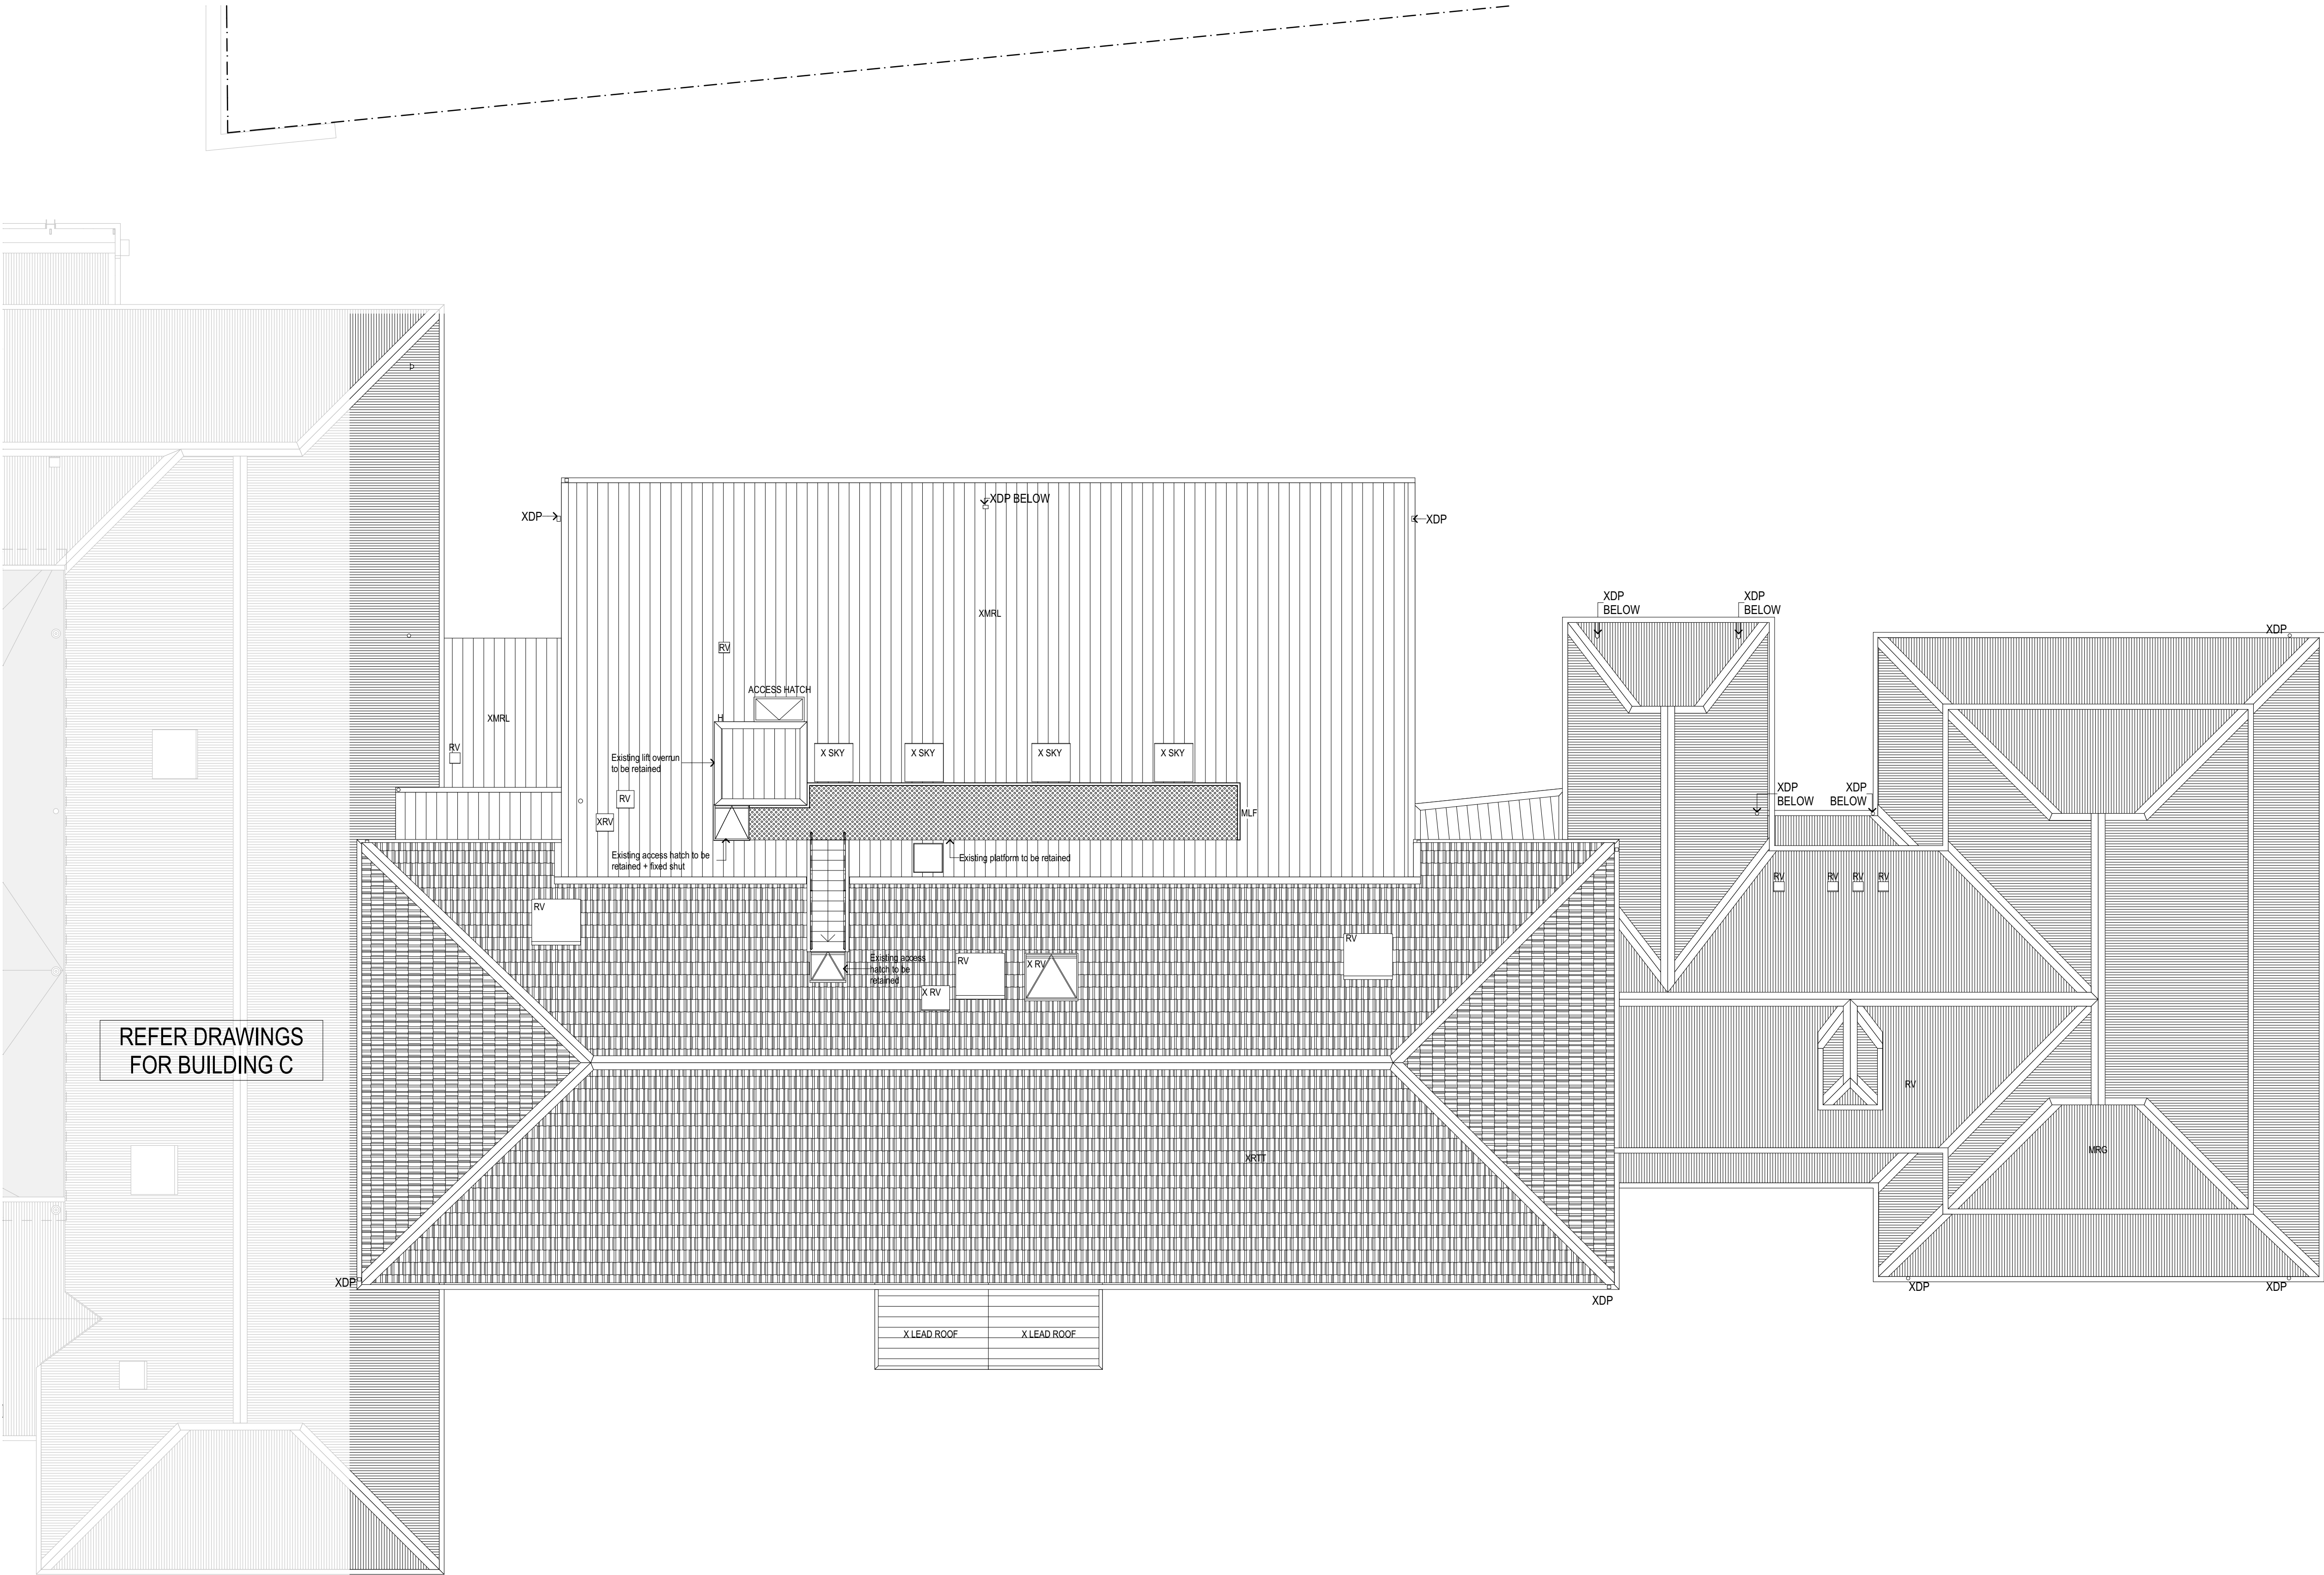 XDP BELOW
XDP
XDP
XDP
BELOW
XDP
BELOW
XMRL
XDP
RV
ACCESS HATCH
H
XMRL
RV
X SKY
X SKY
X SKY
X SKY
Existing lift overrun
to be retained
XDP
BELOW
XDP
BELOW
RV
XRV
MLF
Existing access hatch to be
retained + fixed shut
Existing platform to be retained
RV
RV
RV
RV
RV
RV
Existing access
hatch to be
retained
RV
X RV
X RV
REFER DRAWINGS
FOR BUILDING C
RV
XRTT
MRG
XDP
XDP
XDP
XDP
X LEAD ROOF
X LEAD ROOF